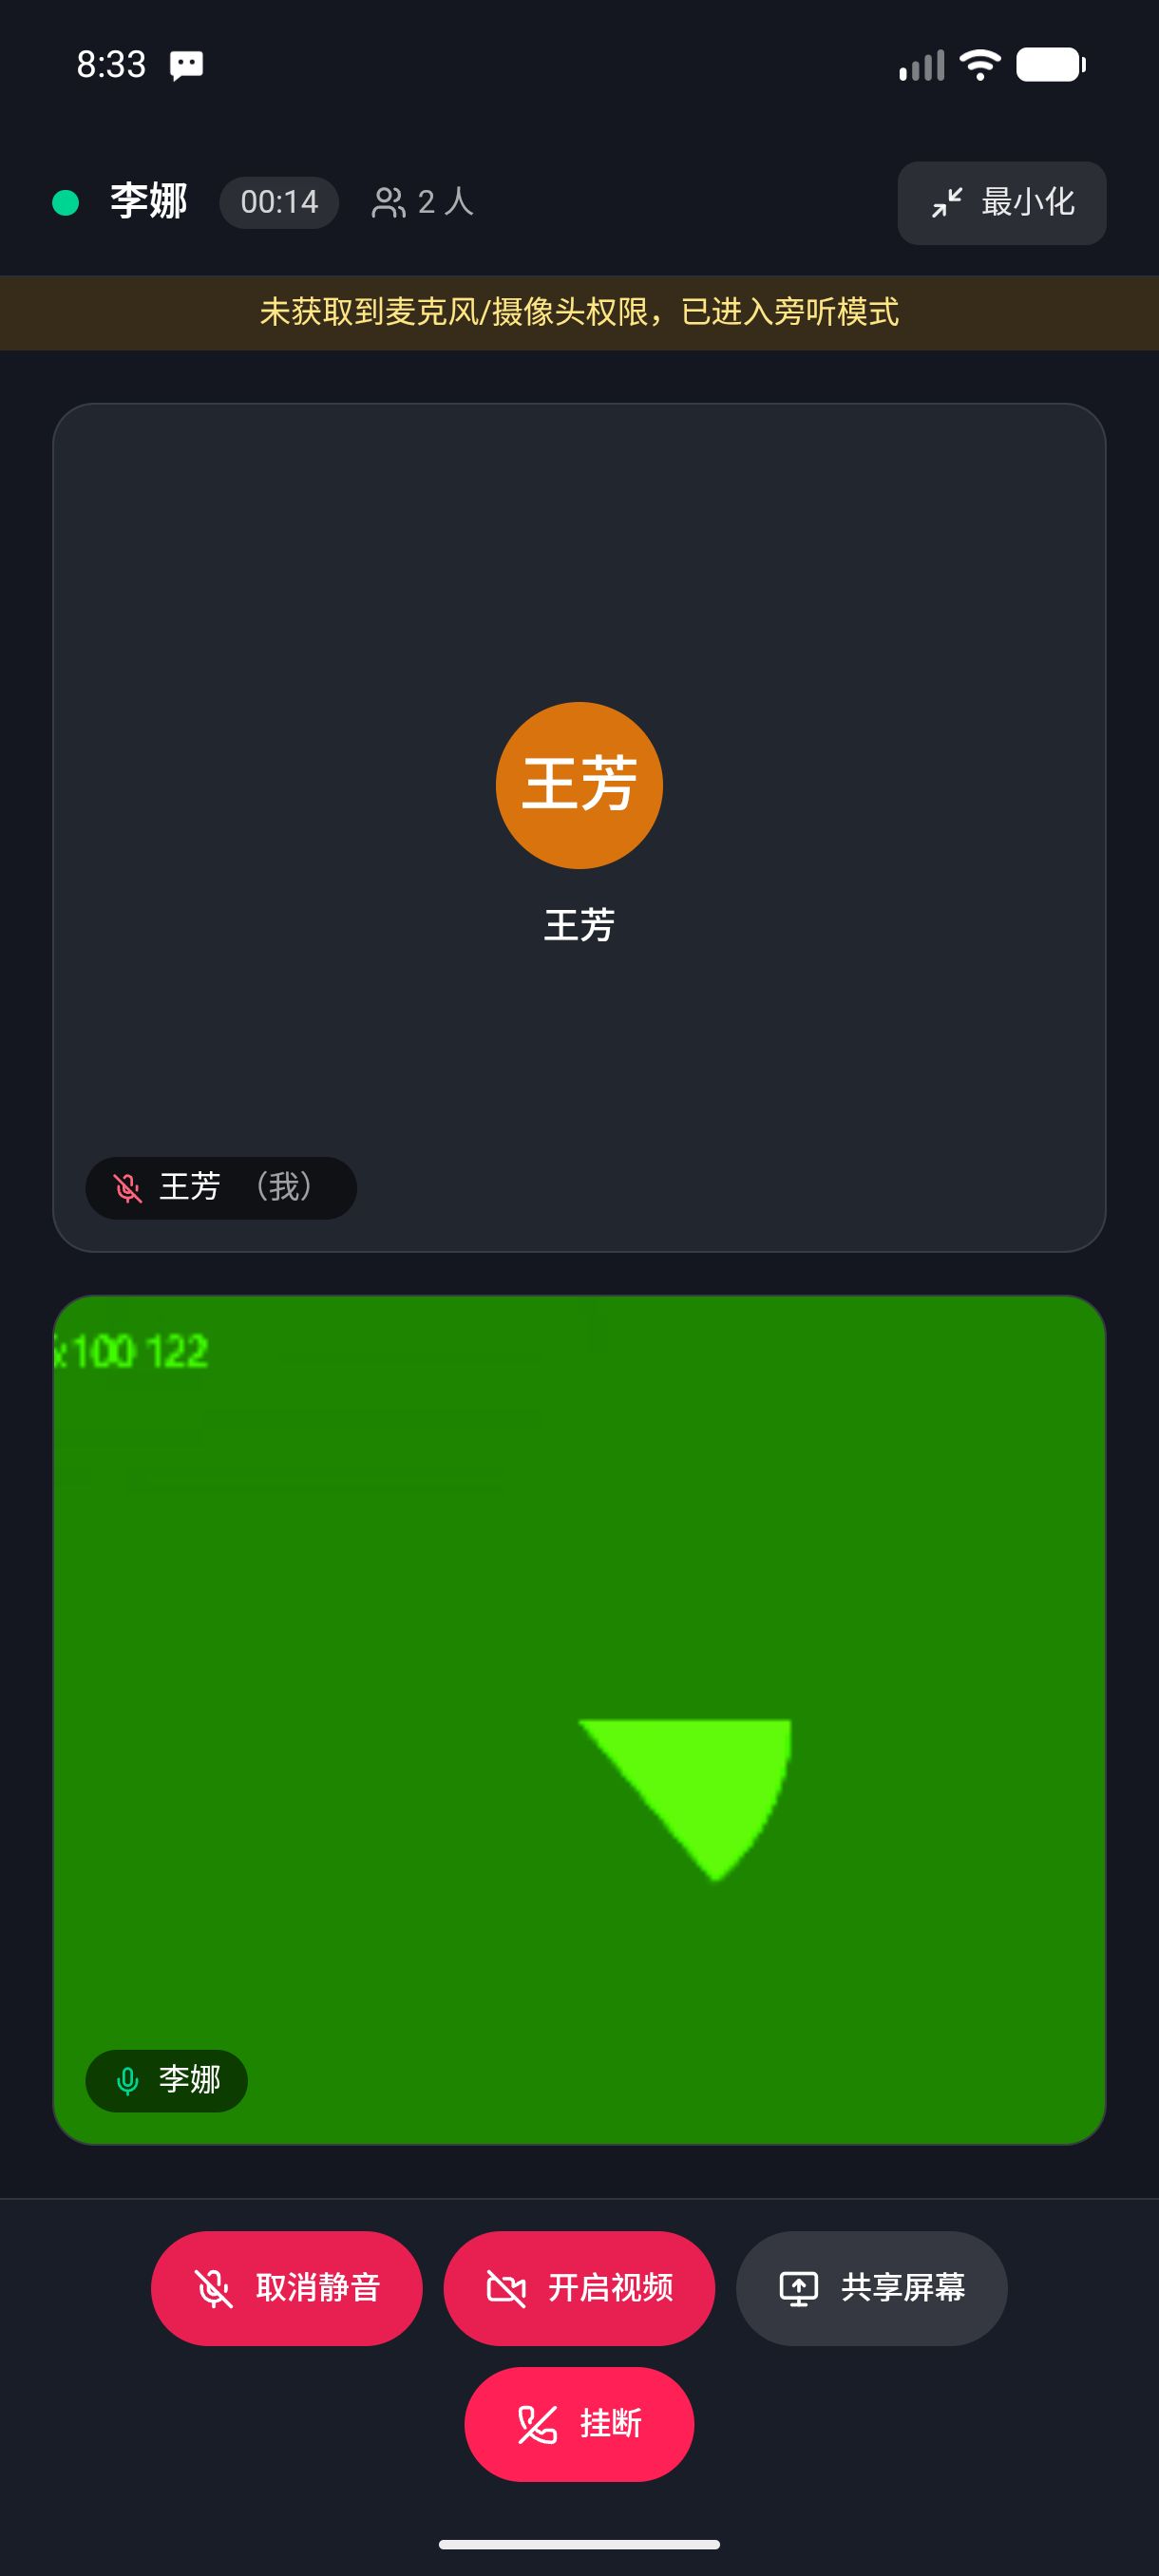 8:33
李娜 00:14 2 人 最小化
未获取到麦克风/摄像头权限，已进入旁听模式
王芳
王芳
王芳 （我）
:100 122
李娜
取消静音 开启视频 共享屏幕
挂断